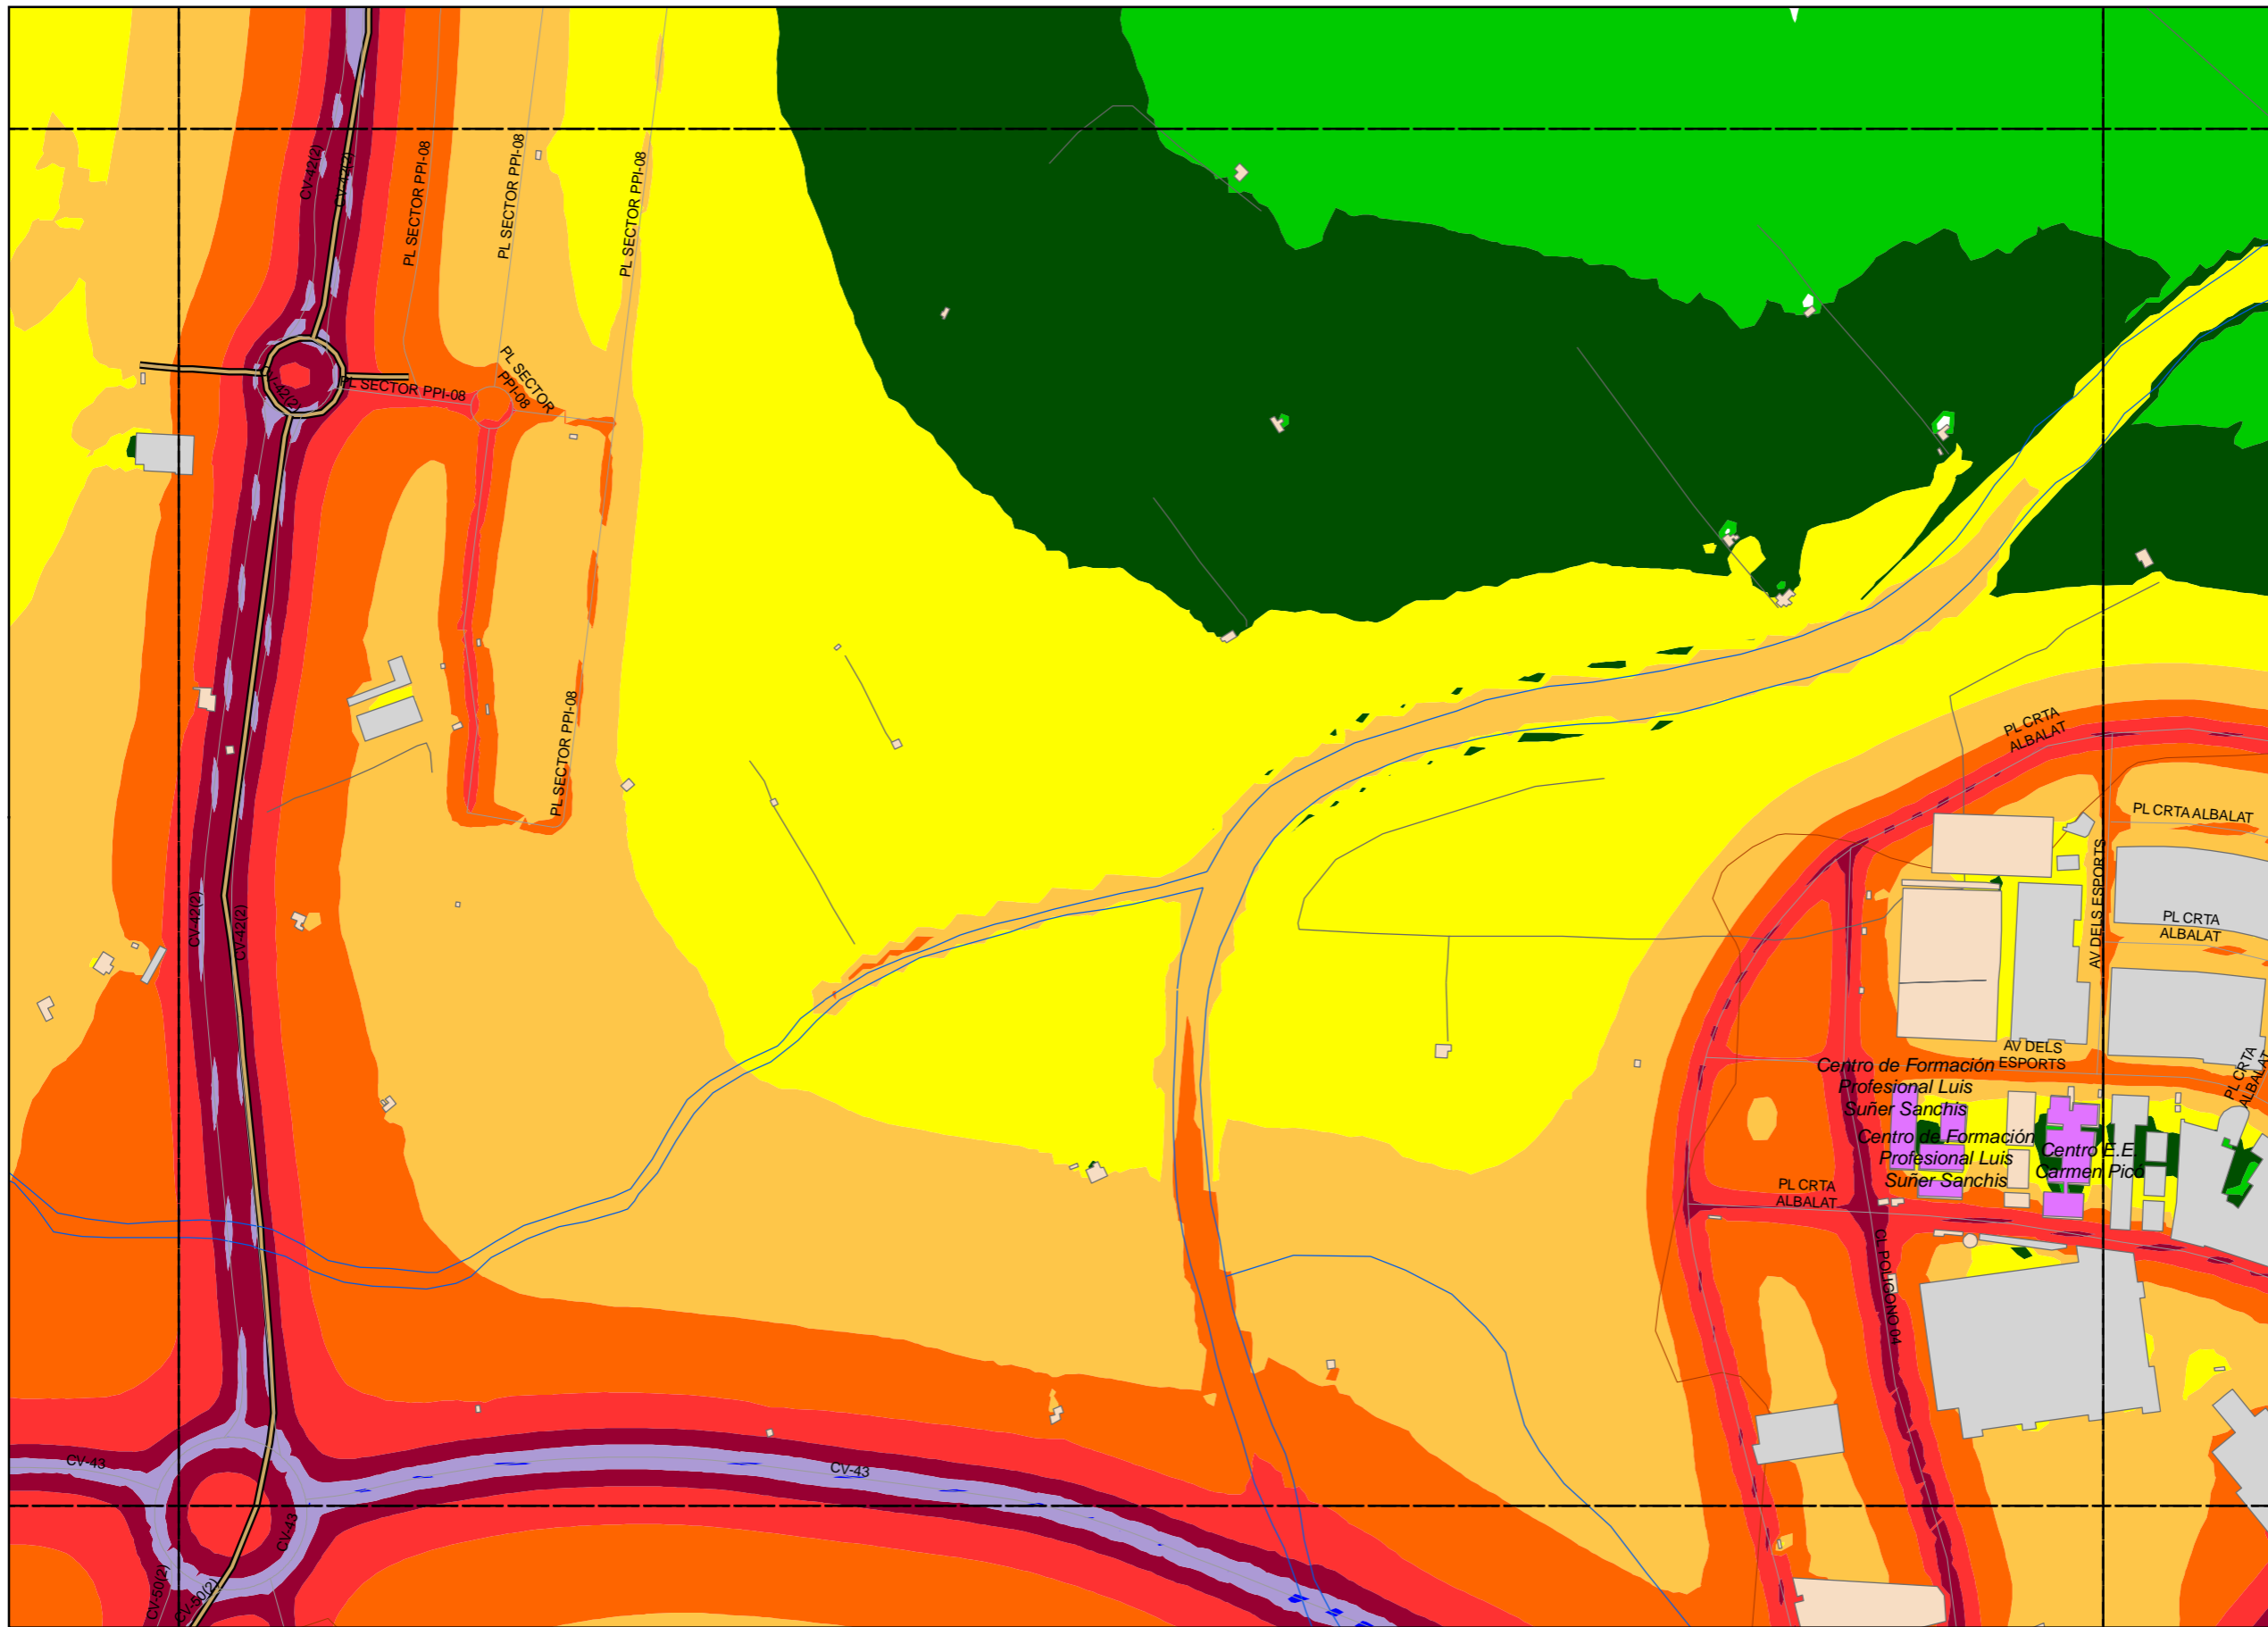 CV-42(2)
CV-42(2)
PL SECTOR PPI-08
PL SECTOR PPI-08
PL SECTOR PPI-08
PL SECTOR
PPI-08
CV-42(2)
PL SECTOR PPI-08
PL SECTOR PPI-08
PL CRTA
ALBALAT
PL CRTA ALBALAT
AV DELS ESPORTS
PL CRTA
ALBALAT
CV-42(2)
CV-42(2)
AV DELS
ESPORTS
PL CRTA
ALBALAT
Centro de Formación
Profesional Luis
Suñer Sanchis
Centro de Formación
Profesional Luis
Suñer Sanchis
Centro E.E.
Carmen Picó
PL CRTA
ALBALAT
CL POLIGONO 04
CV-43
CV-43
CV-43
CV-50(2)
CV-50(2)